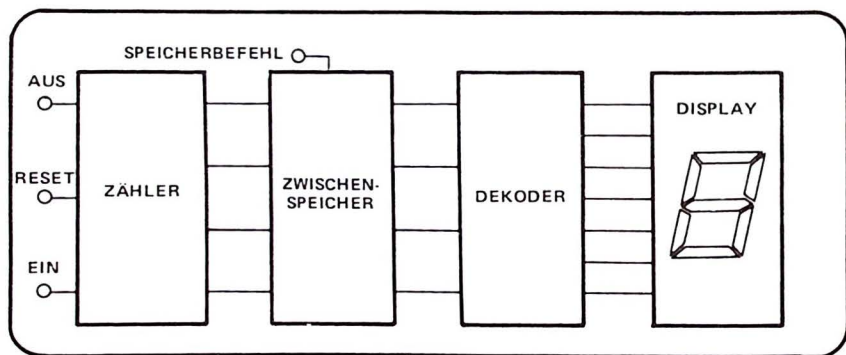 SPEICHERBEFEHL
AUS
RESET
EIN
ZÄHLER
ZWISCHEN-
SPEICHER
DEKODER
DISPLAY